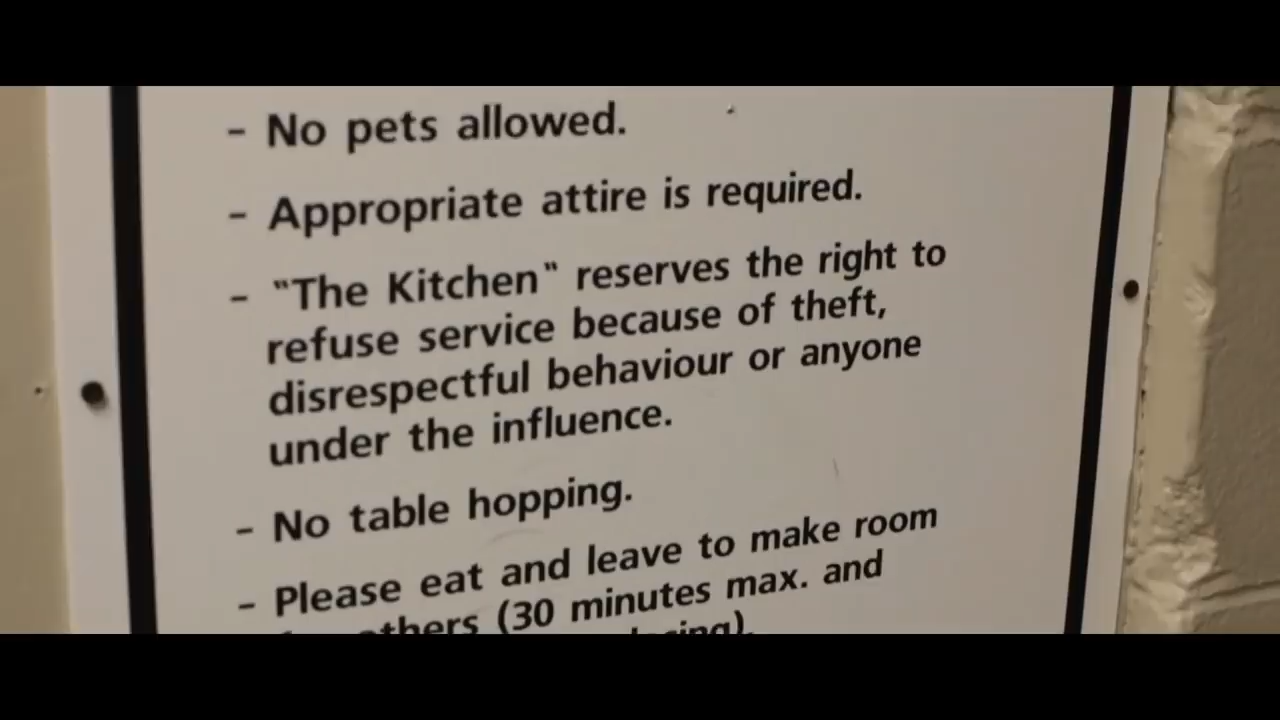 - No pets allowed.
- Appropriate attire is required.
- "The Kitchen" reserves the right to
refuse service because of theft,
disrespectful behaviour or anyone
under the influence.
- No table hopping.
- Please eat and leave to make room
others (30 minutes max. and